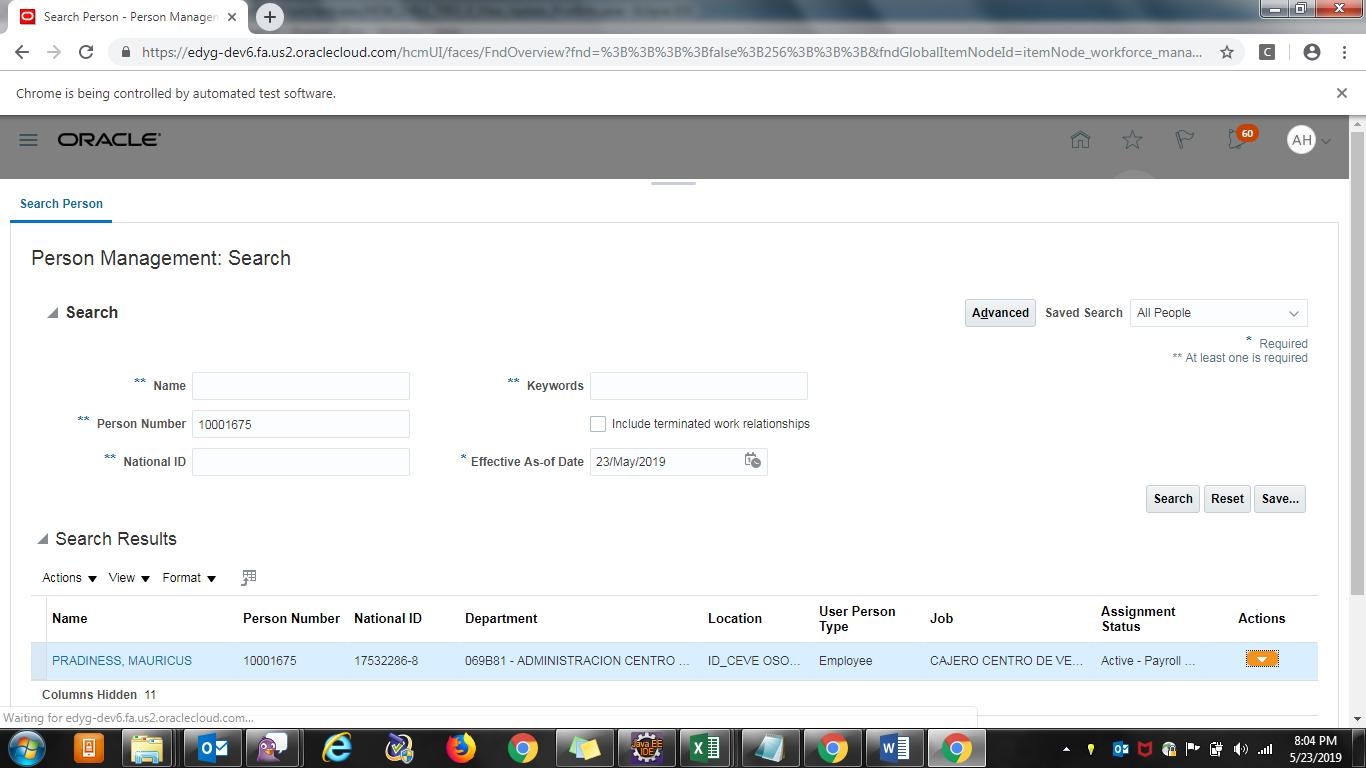 Search Person - Person Managen
https://edyg-dev6.fa.us2.oraclecloud.com/hcmUI/faces/FndOverview?fnd=%3B%3B%3B%3Bfalse%3B256%3B%3B%3B&fndGlobalItemNodeId=itemNode_workforce_mana...
C
Chrome is being controlled by automated test software.
ORACLE
60
AH
Search Person
Person Management: Search
Search
Advanced Saved Search All People
* Required
** At least one is required
** Name
** Keywords
** Person Number 10001675
Include terminated work relationships
** National ID
* Effective As-of Date 23/May/2019
Search Reset Save...
Search Results
Actions View Format
Name Person Number National ID Department Location User Person Type Job Assignment Status Actions
PRADINESS, MAURICUS 10001675 17532286-8 069B81 - ADMINISTRACION CENTRO ... ID_CEVE OSO... Employee CAJERO CENTRO DE VE... Active - Payroll ...
Columns Hidden 11
Waiting for edyg-dev6.fa.us2.oraclecloud.com...
Java EE
IDE
8:04 PM
5/23/2019